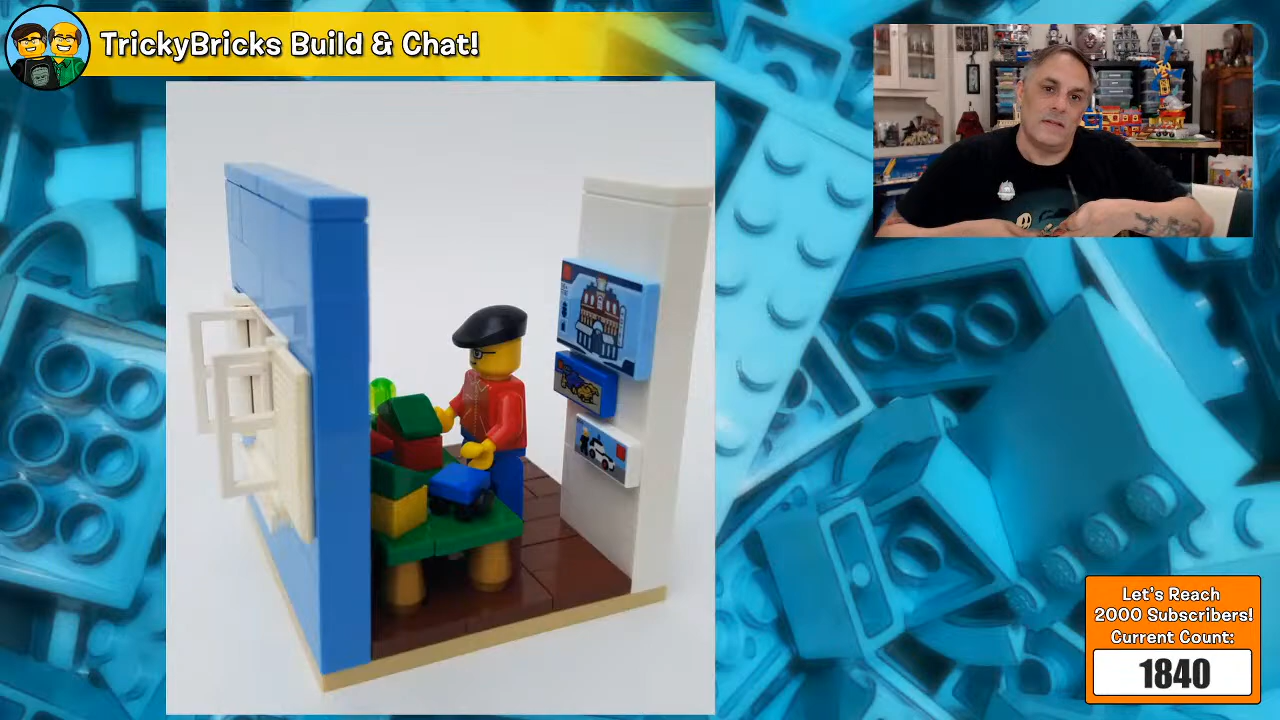 TrickyBricks Build & Chat!
Let's Reach
2000 Subscribers!
Current Count:
1840